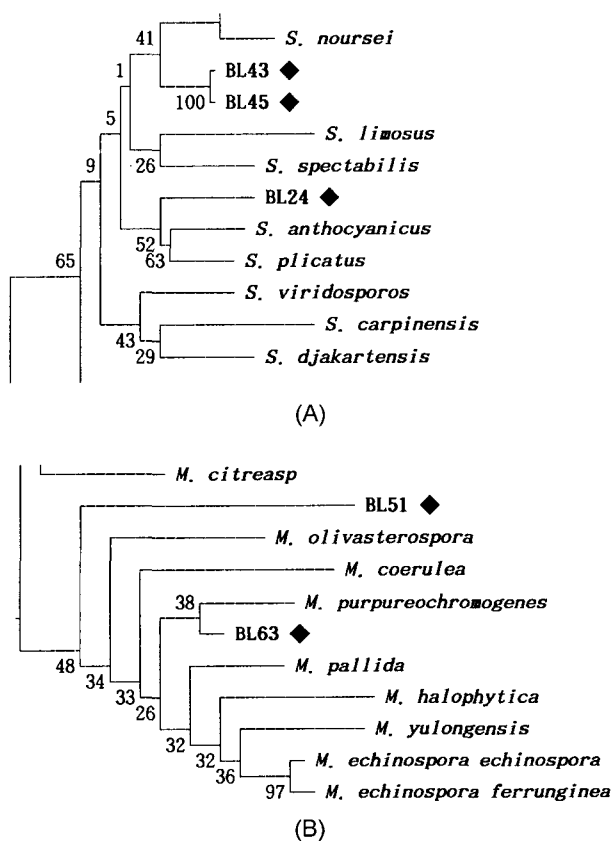 41
S. noursei
BL43
1
100
BL45
5
S. limosus
9
26
S. spectabilis
BL24
52
S. anthocyanicus
65
63
S. plicatus
S. viridosporos
43
S. carpinensis
29
S. djakartensis
(A)
M. citreasp
BL51
M. olivasterospora
M. coerulea
38
M. purpureochromogenes
BL63
48
34
M. pallida
33
26
M. halophytica
32
M. yulongensis
32
36
M. echinospora echinospora
97
M. echinospora ferrunginea
(B)